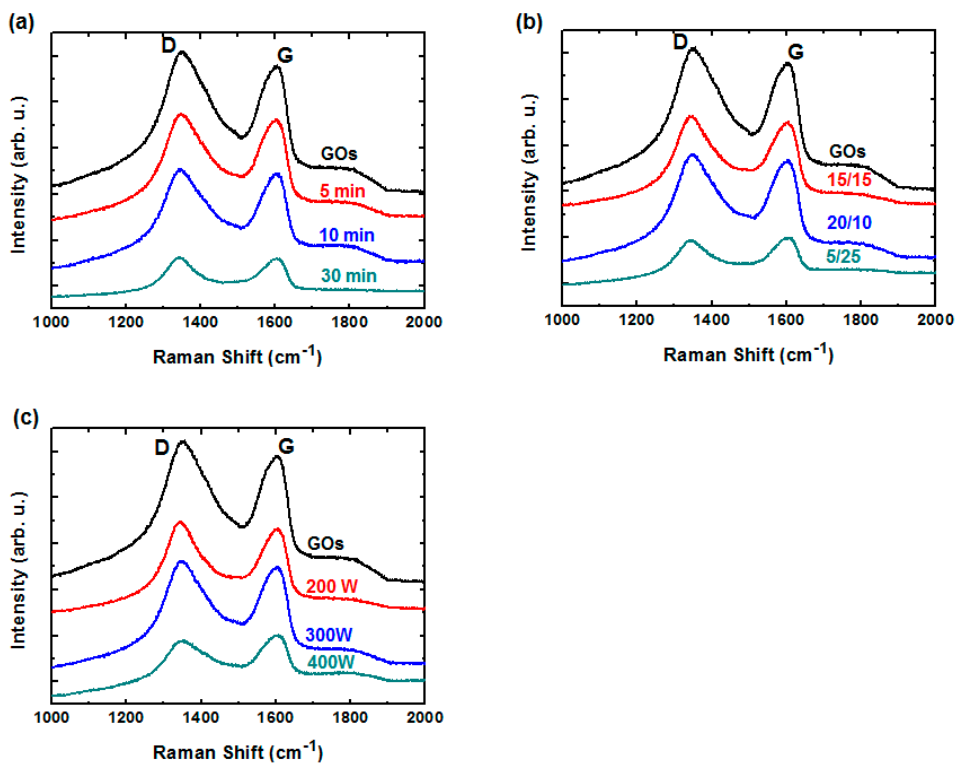 (a)
D
G
GOs
5 min
10 min
30 min
Intensity (arb. u.)
1000 1200 1400 1600 1800 2000
Raman Shift (cm-1)
(b)
D
G
GOs
15/15
20/10
5/25
Intensity (arb. u.)
1000 1200 1400 1600 1800 2000
Raman Shift (cm-1)
(c)
D
G
GOs
200 W
300W
400W
Intensity (arb. u.)
1000 1200 1400 1600 1800 2000
Raman Shift (cm-1)